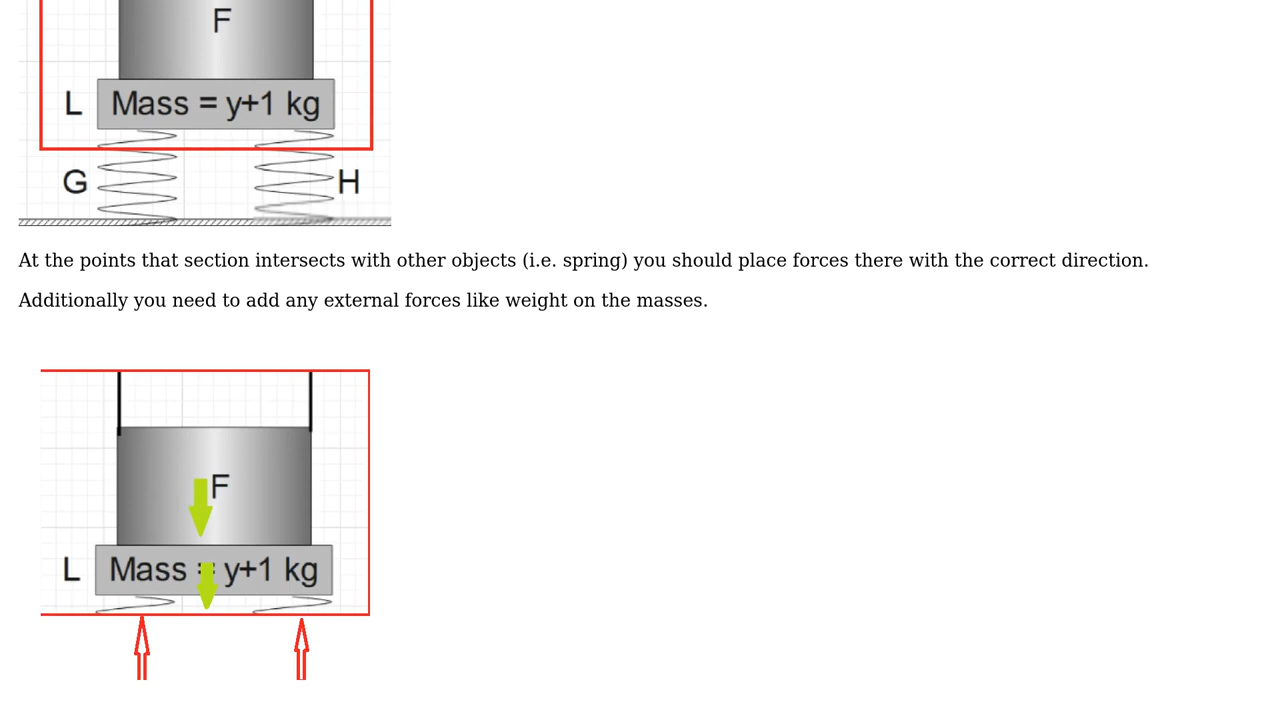 F
L Mass = y+1 kg
G H
At the points that section intersects with other objects (i.e. spring) you should place forces there with the correct direction.
Additionally you need to add any external forces like weight on the masses.
F
L Mass = y+1 kg